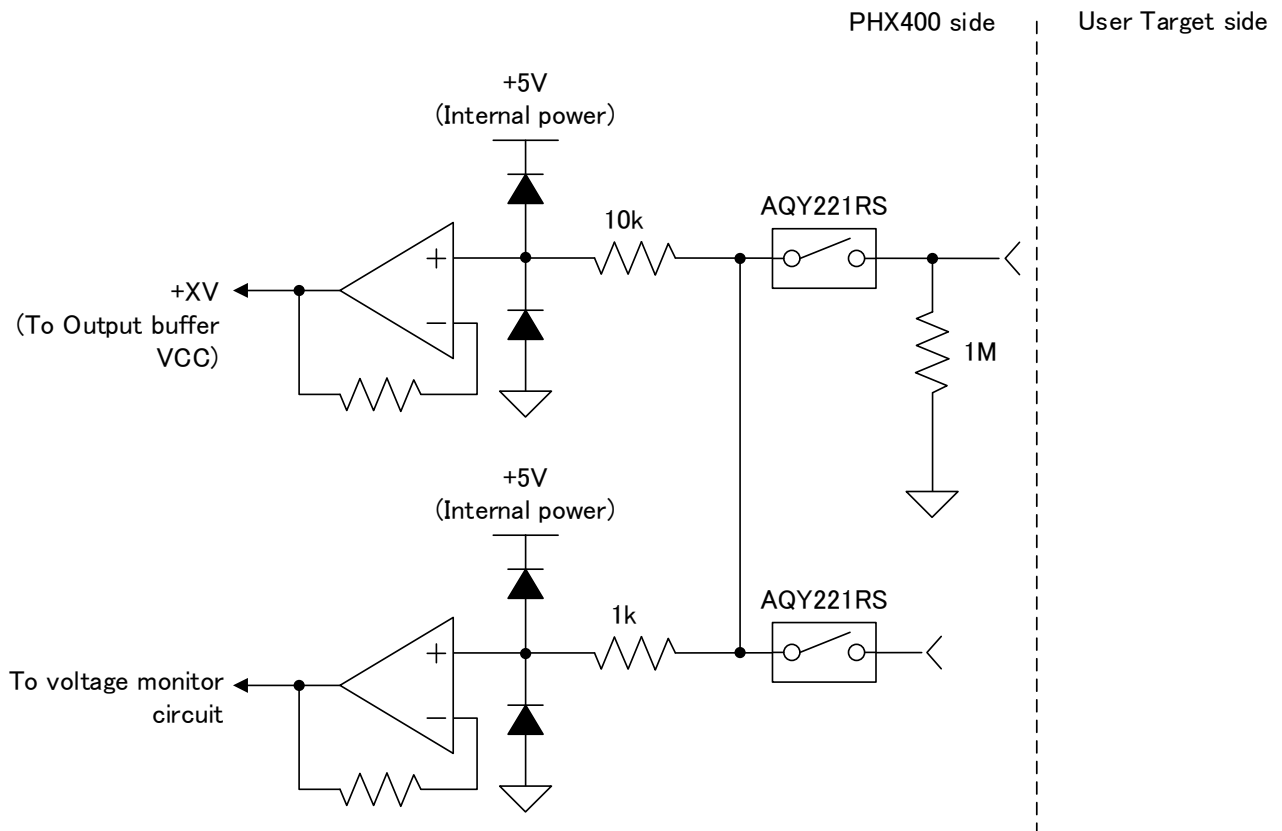 PHX400 side
User Target side
+5V
(Internal power)
AQY221RS
10k
+
+XV
(To Output buffer
VCC)
−
1M
+5V
(Internal power)
AQY221RS
1k
+
To voltage monitor
circuit
−